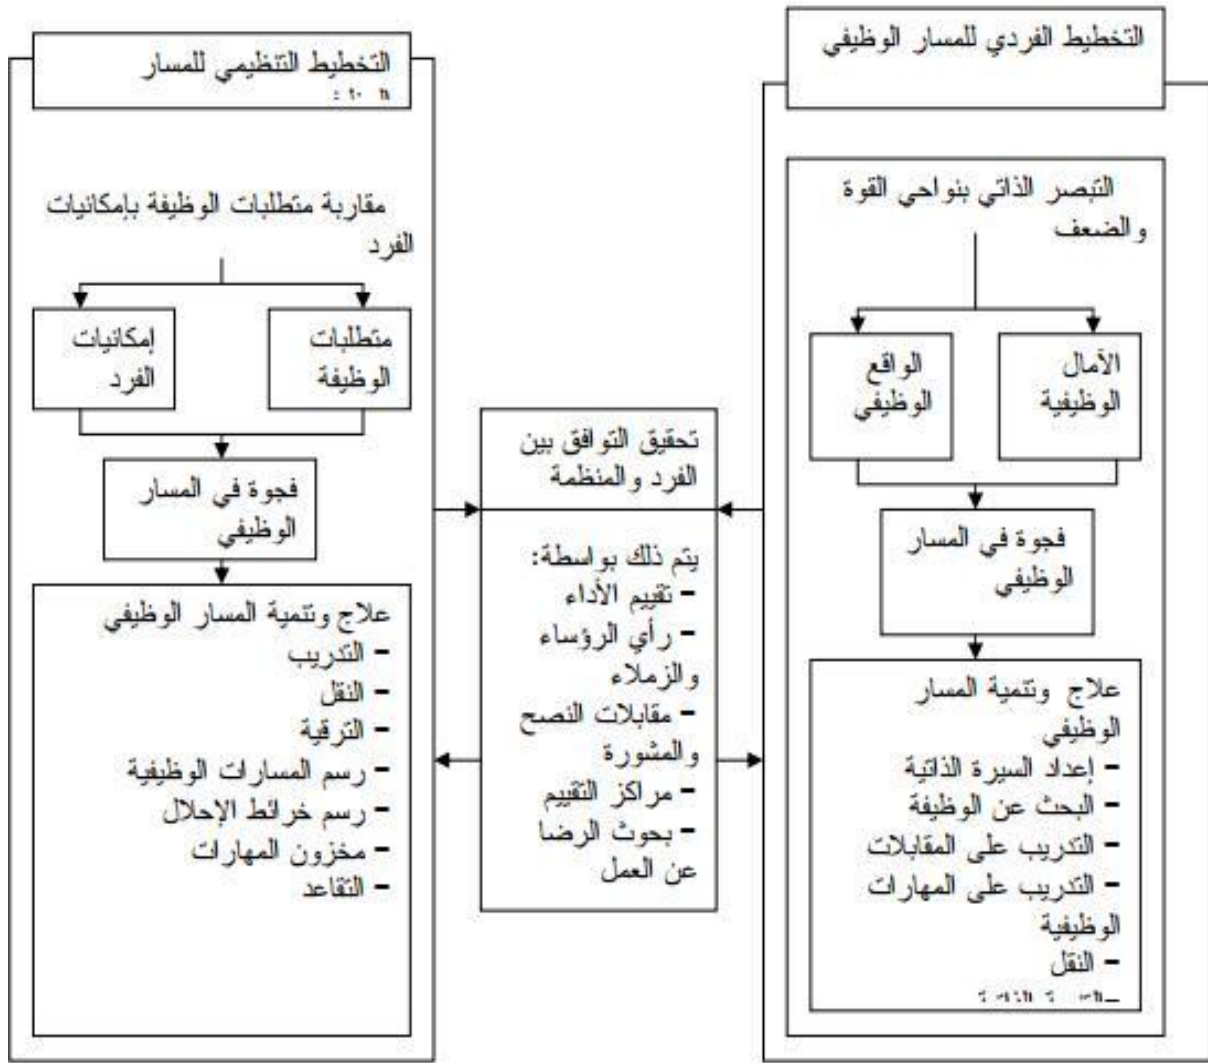 التخطيط الفردي للمسار الوظيفي
التبصر الذاتي بنواحي القوة
والضعف
الآمال
الوظيفية
الواقع
الوظيفي
فجوة في المسار
الوظيفي
علاج وتنمية المسار
الوظيفي
- إعداد السيرة الذاتية
- البحث عن الوظيفة
- التدريب على المقابلات
- التدريب على المهارات
الوظيفية
- النقل
تحقيق التوافق بين
الفرد والمنظمة
يتم ذلك بواسطة:
- تقييم الأداء
- رأي الرؤساء
والزملاء
- مقابلات النصح
والمشورة
- مراكز التقييم
- بحوث الرضا
عن العمل
التخطيط التنظيمي للمسار
مقاربة متطلبات الوظيفة بإمكانيات
الفرد
متطلبات
الوظيفة
إمكانيات
الفرد
فجوة في المسار
الوظيفي
علاج وتنمية المسار الوظيفي
- التدريب
- النقل
- الترقية
- رسم المسارات الوظيفية
- رسم خرائط الإحلال
- مخزون المهارات
- التقاعد